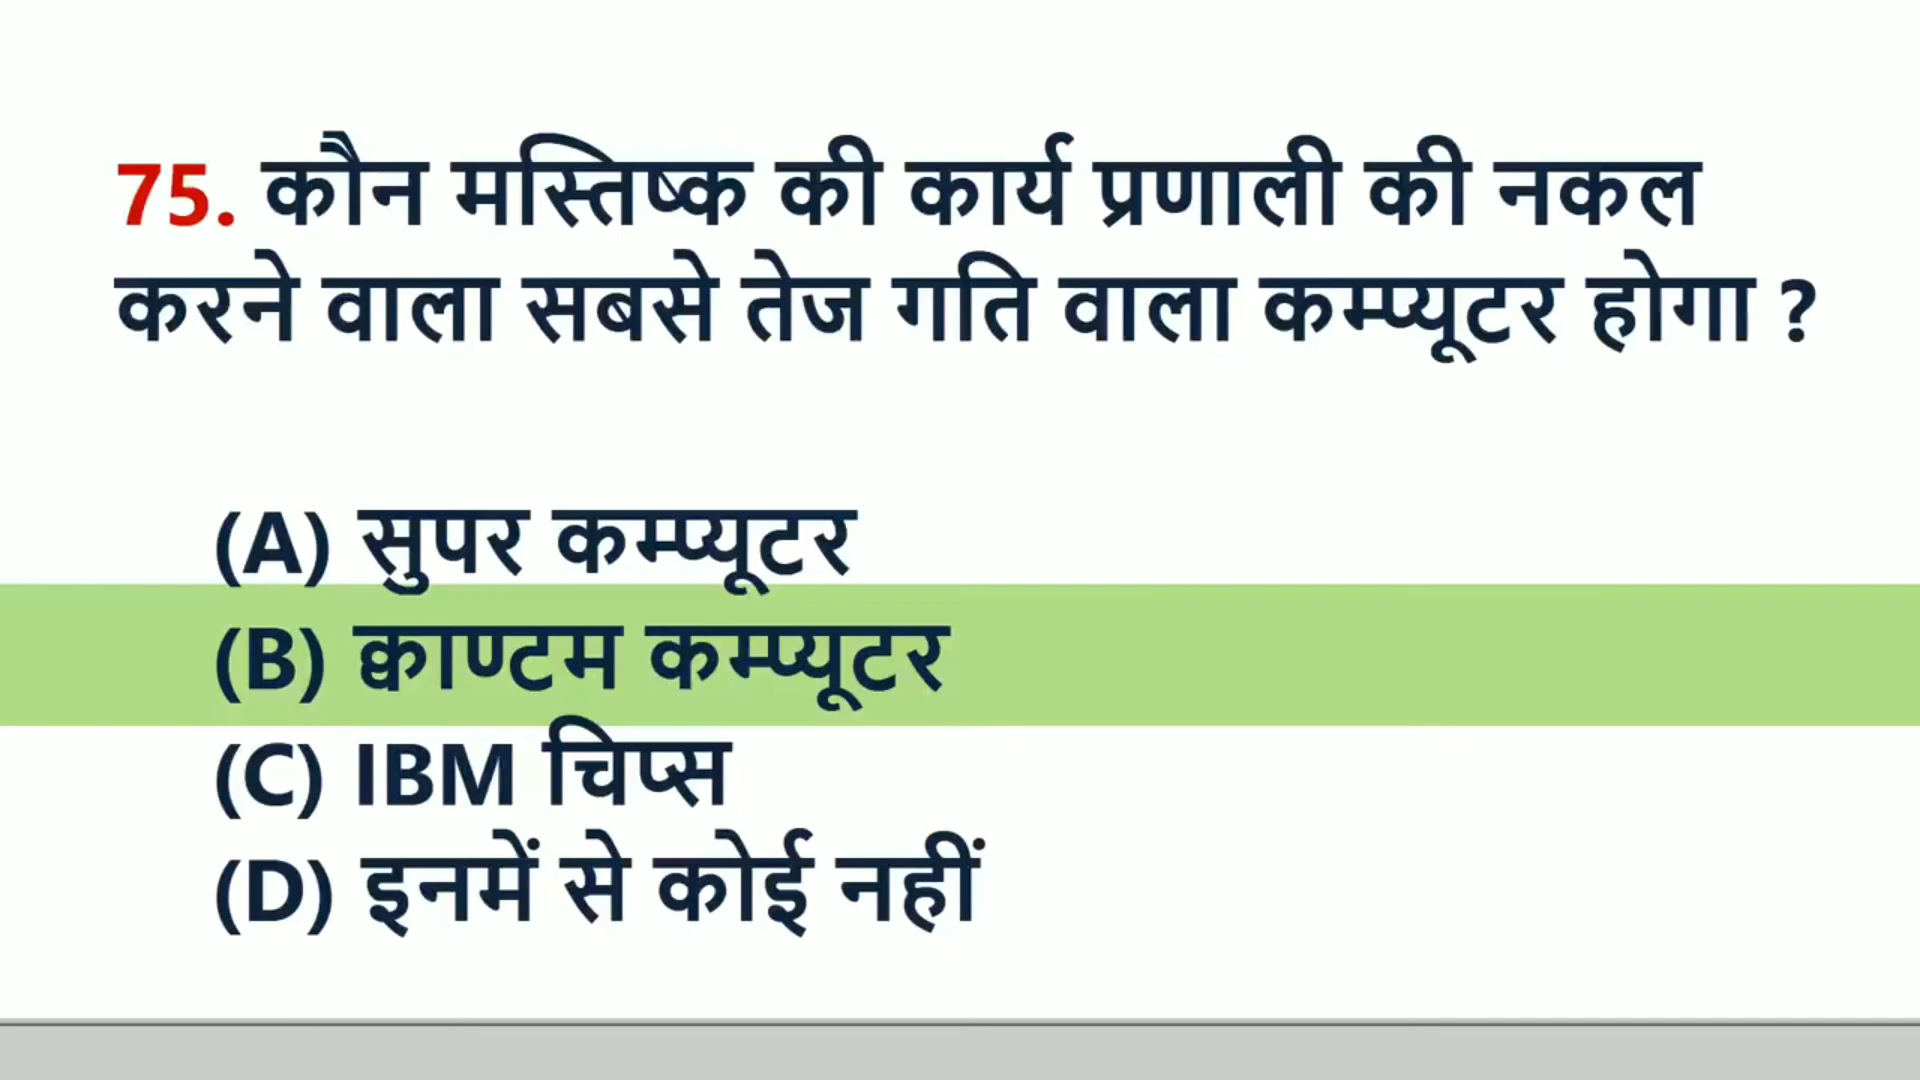 75. कौन मस्तिष्क की कार्य प्रणाली की नकल
करने वाला सबसे तेज गति वाला कम्प्यूटर होगा ?
(A) सुपर कम्प्यूटर
(B) क्वाण्टम कम्प्यूटर
(C) IBM चिप्स
(D) इनमें से कोई नहीं